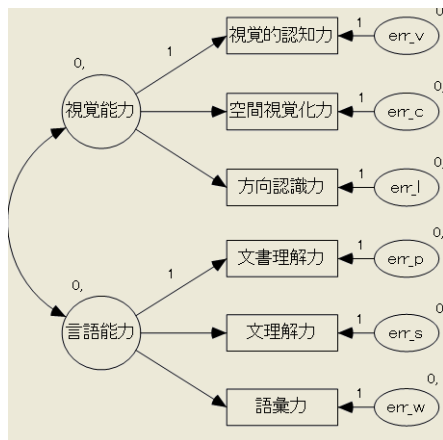 0,
視覚能力
1
視覚的認知力
1
err_v
0
空間視覚化力
1
err_c
0,
方向認識力
1
err_l
0,
0,
言語能力
1
文書理解力
1
err_p
0,
文理解力
1
err_s
0
語彙力
1
err_w
0,